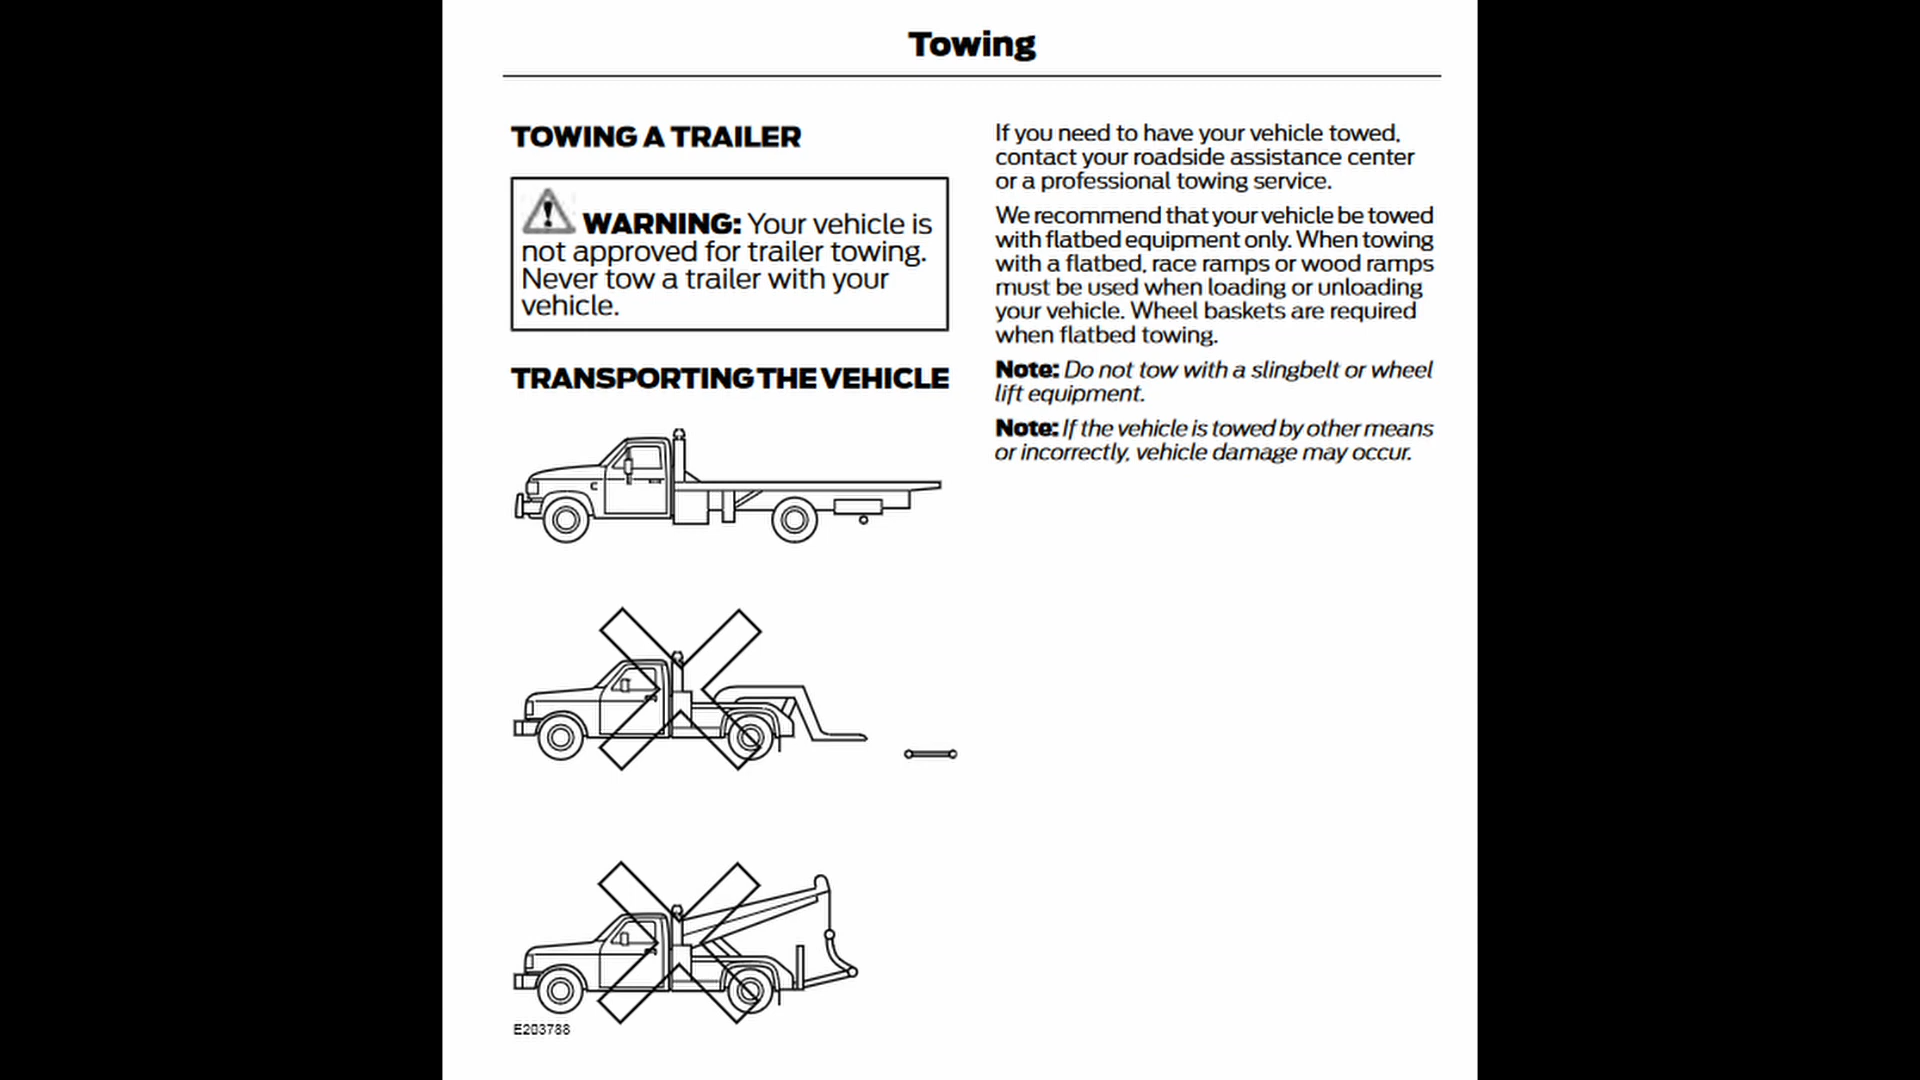 Towing
TOWING A TRAILER
WARNING: Your vehicle is
not approved for trailer towing.
Never tow a trailer with your
vehicle.
TRANSPORTING THE VEHICLE
E203788
If you need to have your vehicle towed,
contact your roadside assistance center
or a professional towing service.
We recommend that your vehicle be towed
with flatbed equipment only. When towing
with a flatbed, race ramps or wood ramps
must be used when loading or unloading
your vehicle. Wheel baskets are required
when flatbed towing.
Note: Do not tow with a slingbelt or wheel
lift equipment.
Note: If the vehicle is towed by other means
or incorrectly, vehicle damage may occur.